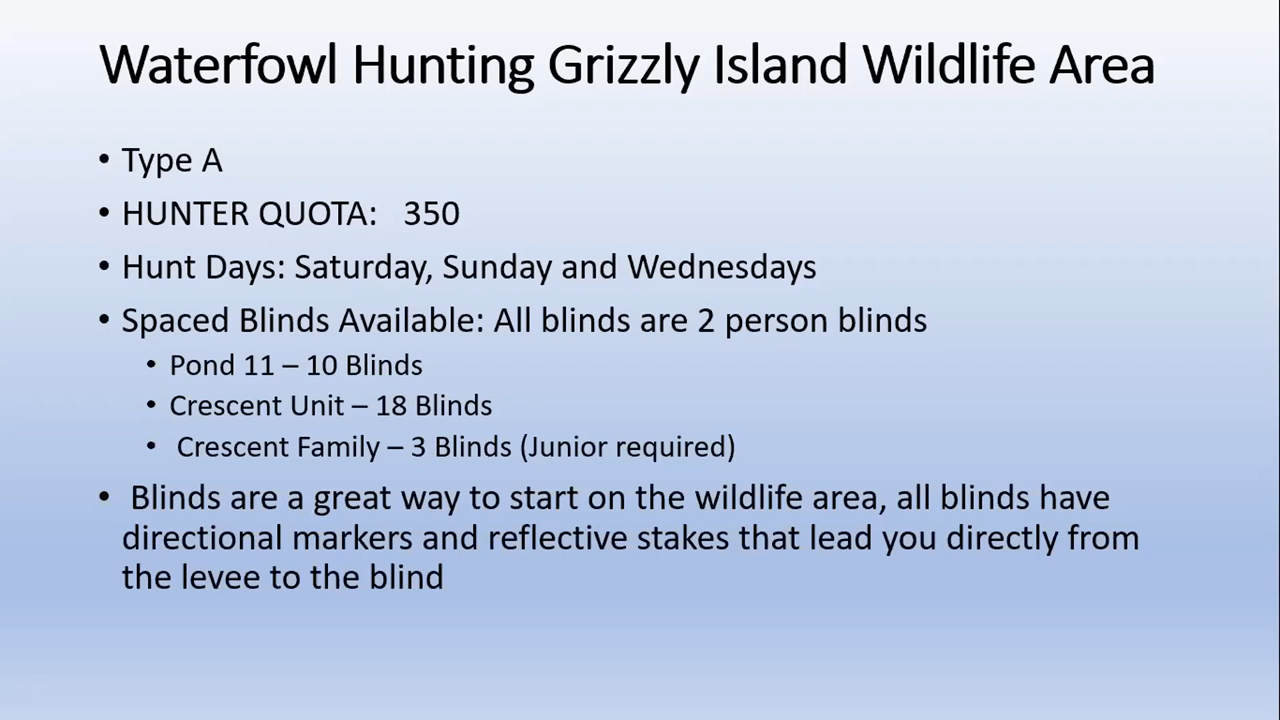 Waterfowl Hunting Grizzly Island Wildlife Area
• Type A
• HUNTER QUOTA: 350
• Hunt Days: Saturday, Sunday and Wednesdays
• Spaced Blinds Available: All blinds are 2 person blinds
• Pond 11 – 10 Blinds
• Crescent Unit – 18 Blinds
• Crescent Family – 3 Blinds (Junior required)
• Blinds are a great way to start on the wildlife area, all blinds have
directional markers and reflective stakes that lead you directly from
the levee to the blind